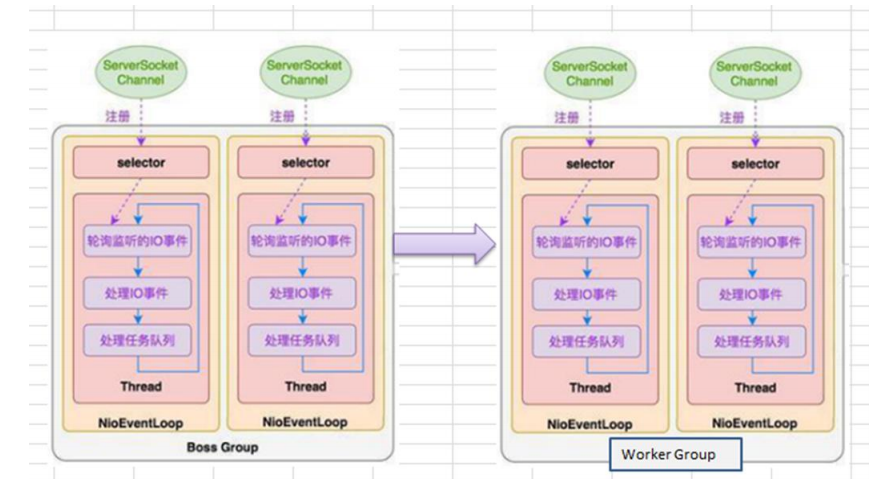 ServerSocket
Channel
ServerSocket
Channel
ServerSocket
Channel
ServerSocket
Channel
注册
注册
注册
注册
selector
selector
selector
selector
轮询监听的IO事件
轮询监听的IO事件
轮询监听的IO事件
轮询监听的IO事件
处理IO事件
处理IO事件
处理IO事件
处理IO事件
处理任务队列
处理任务队列
处理任务队列
处理任务队列
Thread
Thread
Thread
Thread
NioEventLoop
NioEventLoop
NioEventLoop
NioEventLoop
Boss Group
Worker Group